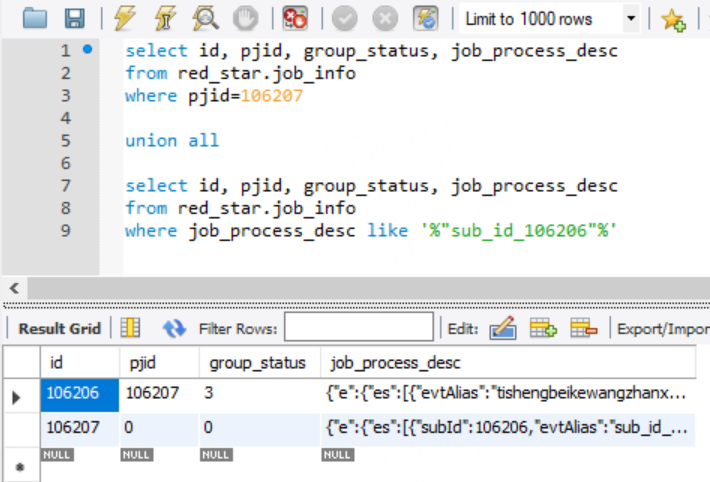 Limit to 1000 rows
1 select id, pjid, group_status, job_process_desc
2 from red_star.job_info
3 where pjid=106207
4
5 union all
6
7 select id, pjid, group_status, job_process_desc
8 from red_star.job_info
9 where job_process_desc like '%"sub_id_106206"%'
Result Grid Filter Rows: Edit: Export/Impor
id pjid group_status job_process_desc
106206 106207 3 {"e":{"es":[{"evtAlias":"tishengbeikewangzhanx...
106207 0 0 {"e":{"es":[{"subId":106206,"evtAlias":"sub_id_...
NULL NULL NULL NULL